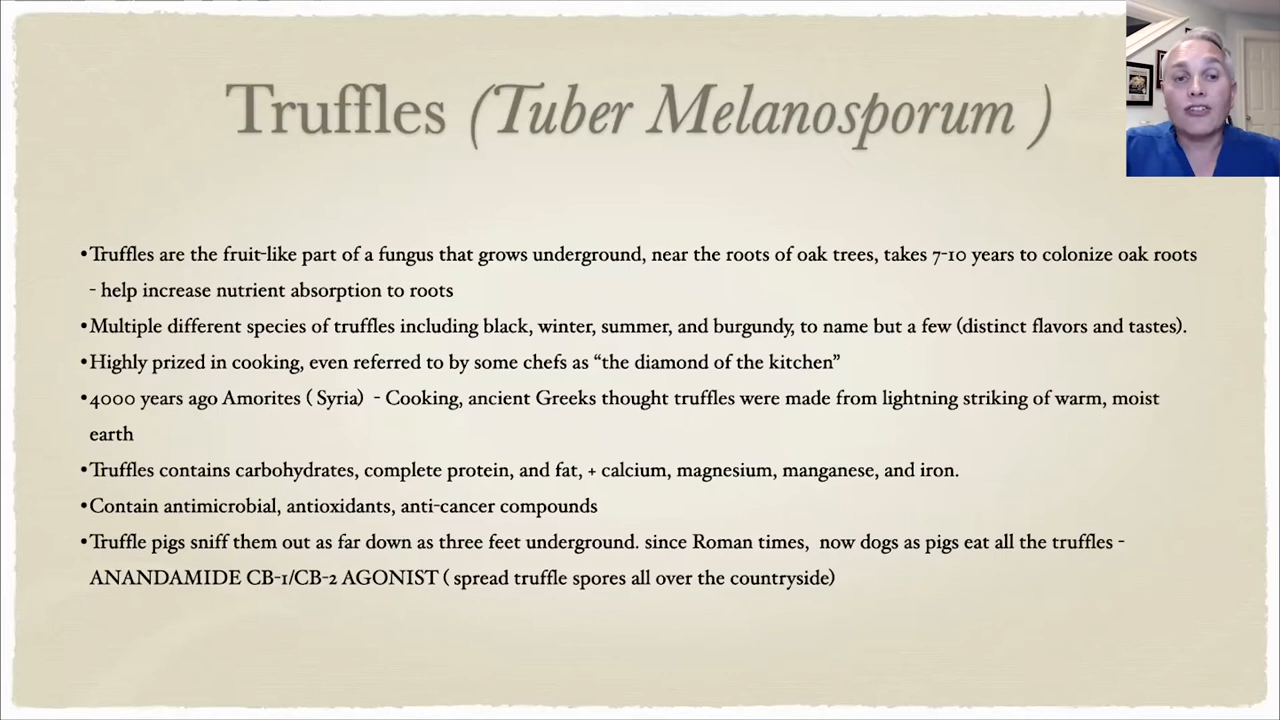 Truffles (Tuber Melanosporum )
•Truffles are the fruit-like part of a fungus that grows underground, near the roots of oak trees, takes 7-10 years to colonize oak roots
- help increase nutrient absorption to roots
•Multiple different species of truffles including black, winter, summer, and burgundy, to name but a few (distinct flavors and tastes).
•Highly prized in cooking, even referred to by some chefs as “the diamond of the kitchen”
•4000 years ago Amorites ( Syria)  - Cooking, ancient Greeks thought truffles were made from lightning striking of warm, moist
earth
•Truffles contains carbohydrates, complete protein, and fat, + calcium, magnesium, manganese, and iron.
•Contain antimicrobial, antioxidants, anti-cancer compounds
•Truffle pigs sniff them out as far down as three feet underground. since Roman times,  now dogs as pigs eat all the truffles -
ANANDAMIDE CB-1/CB-2 AGONIST ( spread truffle spores all over the countryside)